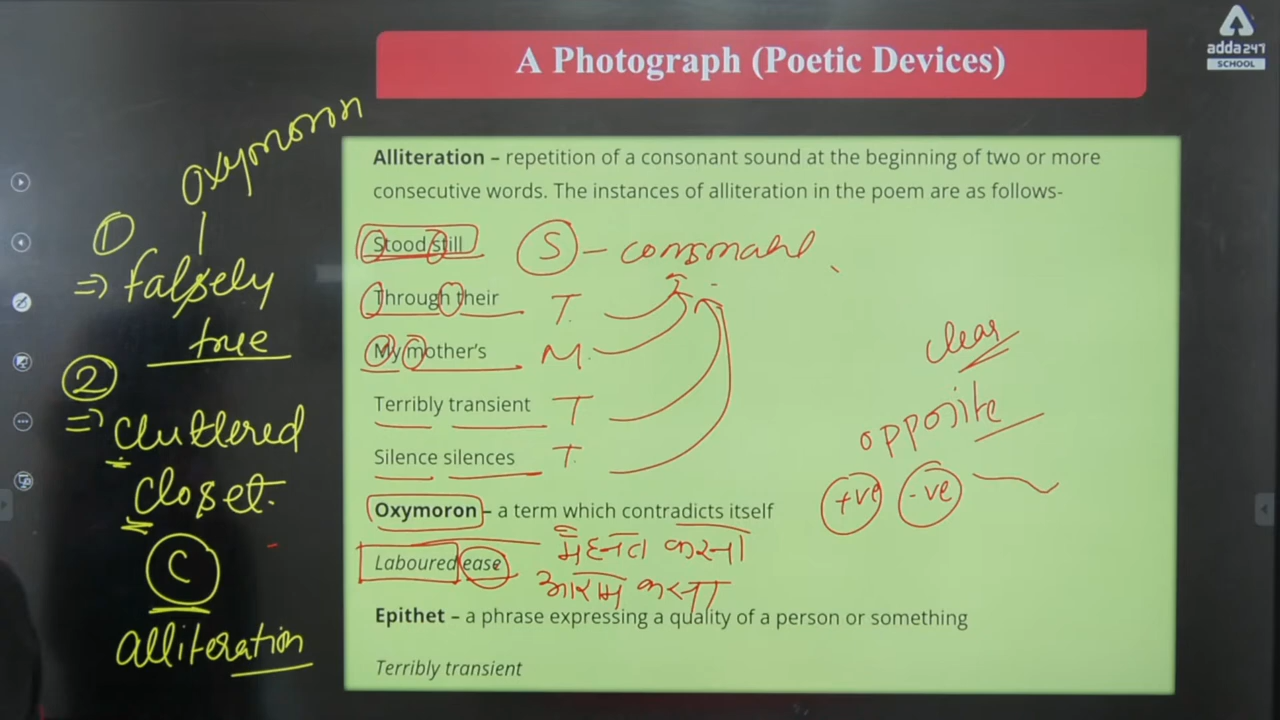 A Photograph (Poetic Devices)
adda247
SCHOOL
Alliteration – repetition of a consonant sound at the beginning of two or more
consecutive words. The instances of alliteration in the poem are as follows-
Stood still
S – consonant
Through their
T
My mother's
M
Terribly transient
T
Silence silences
T
Oxymoron – a term which contradicts itself
Laboured ease
मेहनत करना
आराम करना
Epithet – a phrase expressing a quality of a person or something
Terribly transient
oxymoron
1
⇒ falsely
true
2
⇒ cluttered
closet.
C
alliteration
clear
opposite
+ve -ve